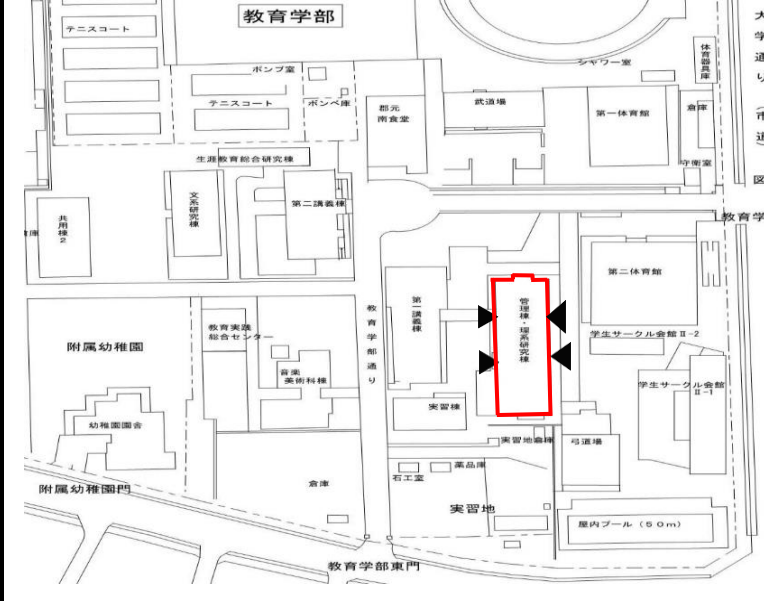 教育学部
テニスコート
ポンプ室
テニスコート
ボンベ庫
郡元
南食堂
武道場
シャワー室
体育器具庫
第一体育館
倉庫
守衛室
生涯教育総合研究棟
文系研究棟
第二講義棟
共用棟2
教育学
第二体育館
管理棟・理系研究棟
第一講義棟
教育学部通り
教育実践
総合センター
附属幼稚園
音楽
美術科棟
学生サークル会館Ⅱ-2
学生サークル会館
Ⅱ-1
実習棟
幼稚園園舎
実習地倉庫
弓道場
薬品庫
石工室
倉庫
附属幼稚園門
実習地
屋内プール(50m)
教育学部東門